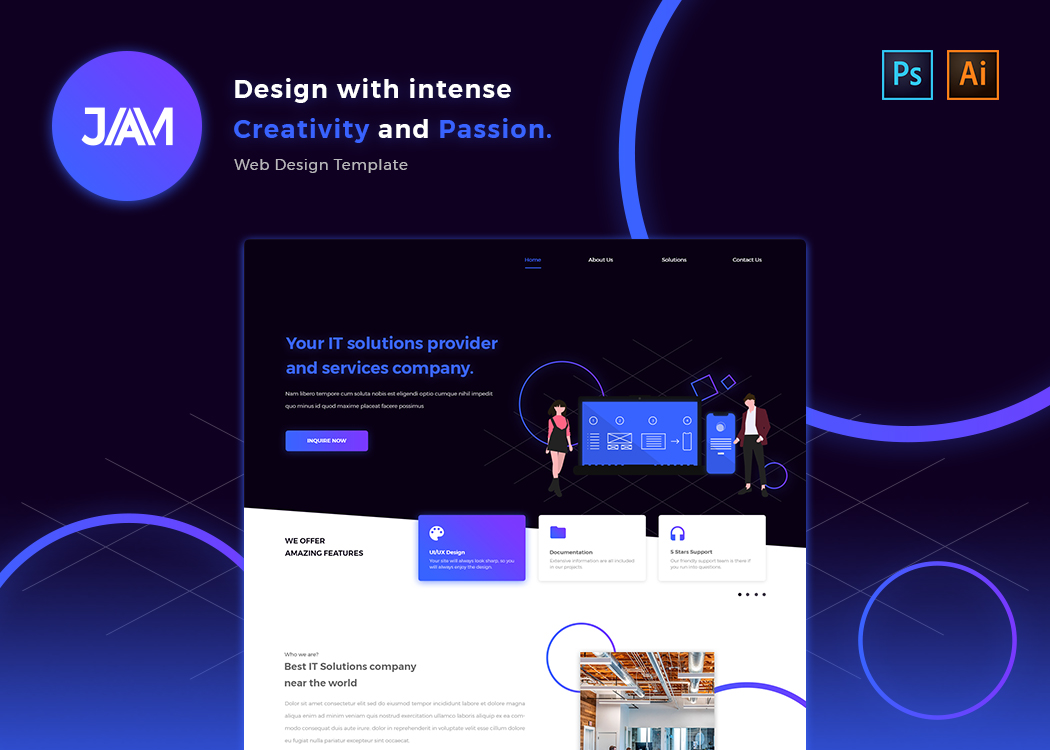 JAM
Design with intense
Creativity and Passion.
Web Design Template
Ps
Ai
Home
About Us
Solutions
Contact Us
Your IT solutions provider
and services company.
Nam libero tempore cum soluta nobis est eligendi optio cumque nihil impedit
quo minus id quod maxime placeat facere possimus
INQUIRE NOW
1
2
3
4
WE OFFER
AMAZING FEATURES
UI/UX Design
Your site will always look sharp, so you
will always enjoy the design.
Documentation
Extensive information are all included
in our projects
5 Stars Support
Our friendly support team is there if
you run into questions.
Who we are?
Best IT Solutions company
near the world
Dolor sit amet consectetur elit sed do eiusmod tempor incididunt labore et dolore magna
aliqua enim ad minim veniam quis nostrud exercitation ullamco laboris aliquip ex ea com-
modo consequat duis aute irure, dolor in reprehenderit in voluptate velit esse cillum dolore
eu fugiat nulla pariatur excepteur sint occaecat.